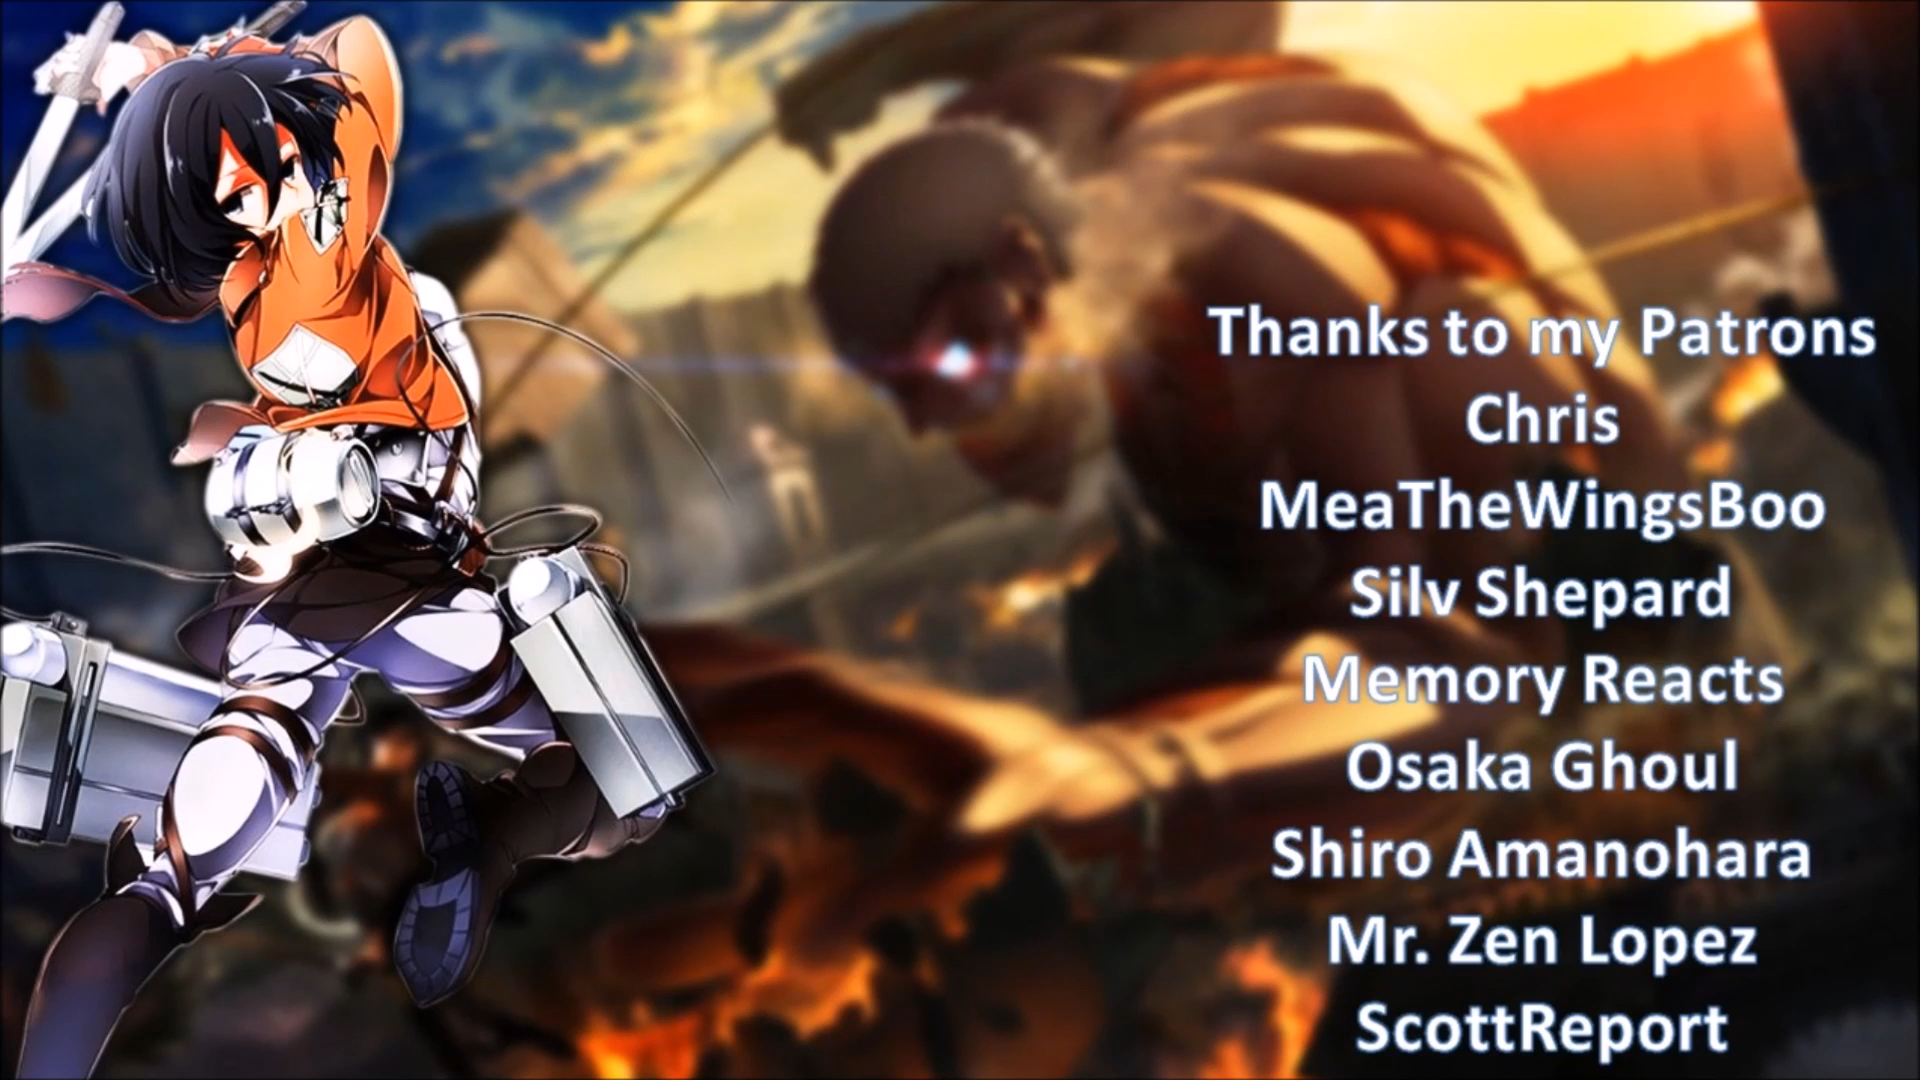 Thanks to my Patrons
Chris
MeaTheWingsBoo
Silv Shepard
Memory Reacts
Osaka Ghoul
Shiro Amanohara
Mr. Zen Lopez
ScottReport